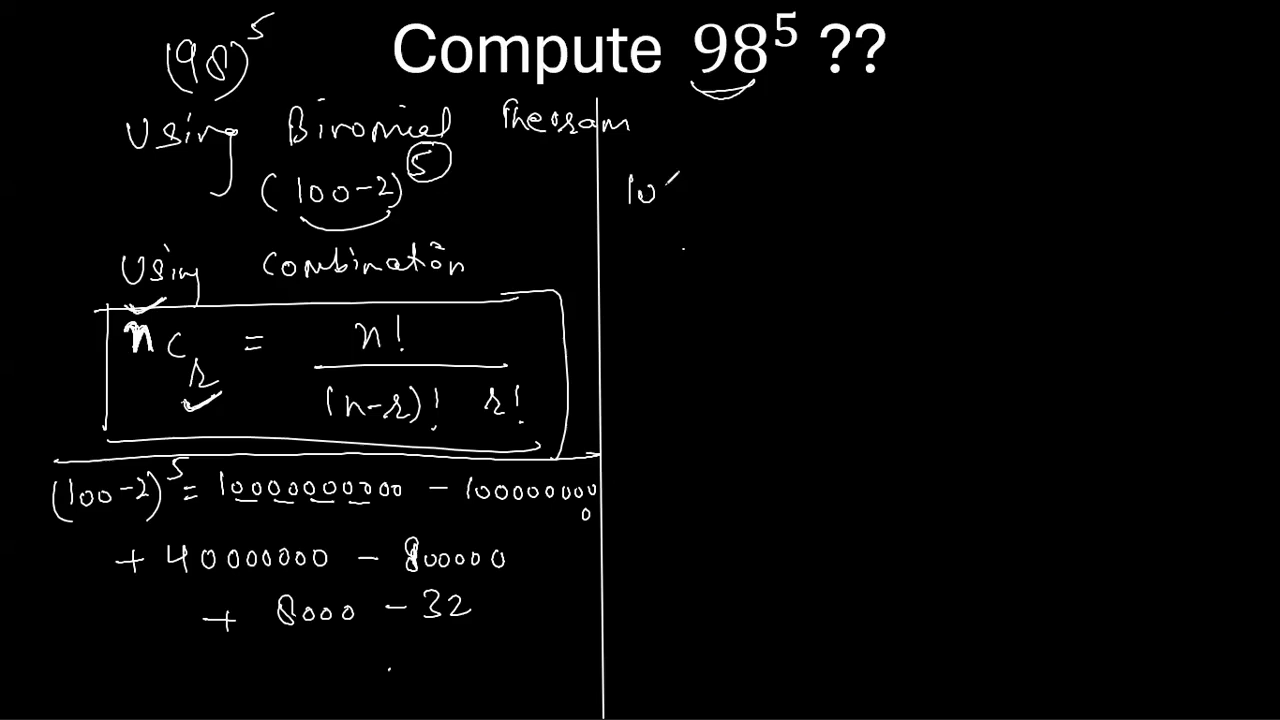 Compute 98⁵ ??
(98)⁵
Using Binomial Theoram
(100-2)⁵
10
Using Combination
nCr = n! / (n-r)! r!
(100-2)⁵ = 10000000000 - 1000000000
+ 40000000 - 800000
+ 8000 - 32